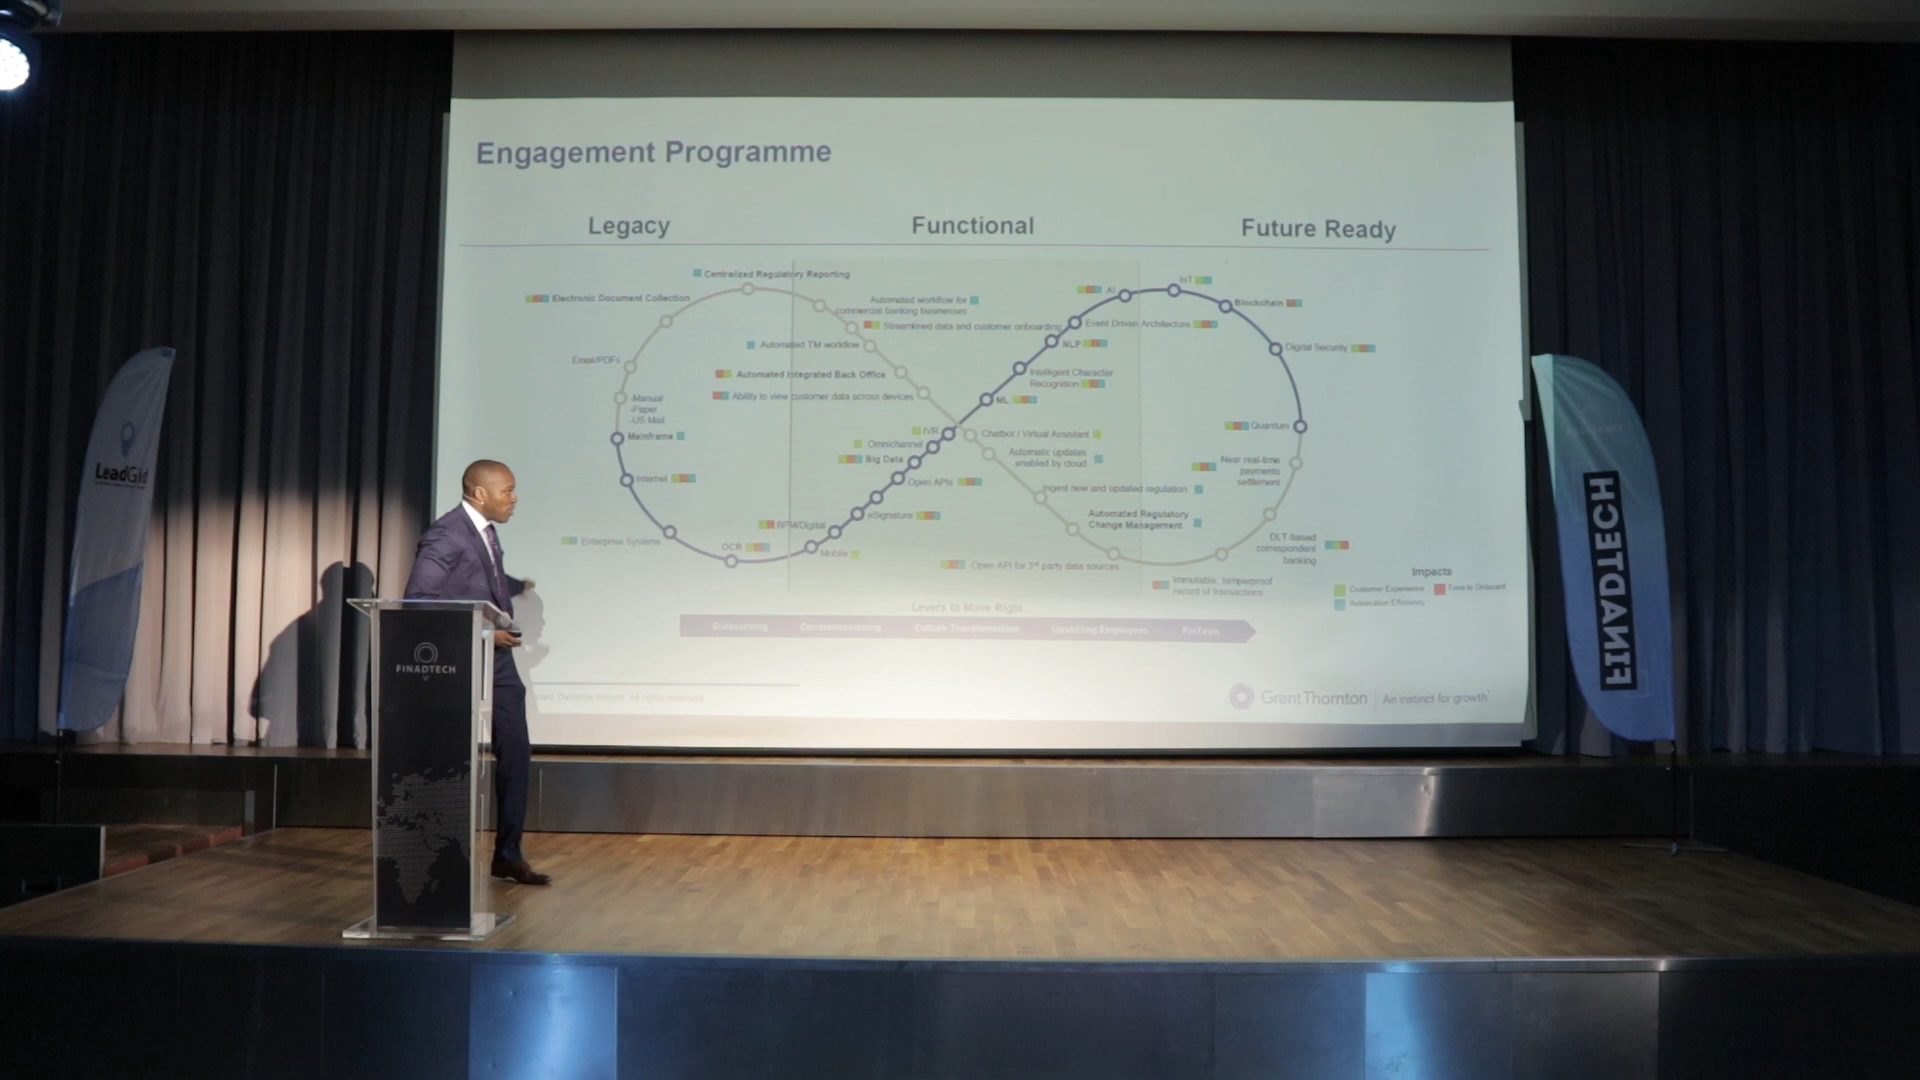 Engagement Programme
Legacy
Functional
Future Ready
Centralized Regulatory Reporting
Electronic Document Collection
Email/PDFs
-Manual
-Paper
-US Mail
Mainframe
Internet
Enterprise Systems
OCR
BPM/Digital
Mobile
eSignature
Open APIs
Big Data
Omnichannel
IVR
Automated workflow for
commercial banking businesses
Streamlined data and customer onboarding
Automated TM workflow
Automated Integrated Back Office
Ability to view customer data across devices
Chatbot / Virtual Assistant
Automatic updates
enabled by cloud
Ingest new and updated regulation
Automated Regulatory
Change Management
Open API for 3rd party data sources
ML
Intelligent Character
Recognition
NLP
Event Driven Architecture
AI
IoT
Blockchain
Digital Security
Quantum
Near real-time
payments
settlement
DLT-based
correspondent
banking
Immutable, tamperproof
record of transactions
Impacts
Customer Experience
Time to Onboard
Automation Efficiency
Levers to Move Right
Outsourcing
Decommissioning
Culture Transformation
Upskilling Employees
FinTech
Grant Thornton Ireland. All rights reserved
Grant Thornton
An instinct for growth
LeadGid
FINADTECH
FINADTECH